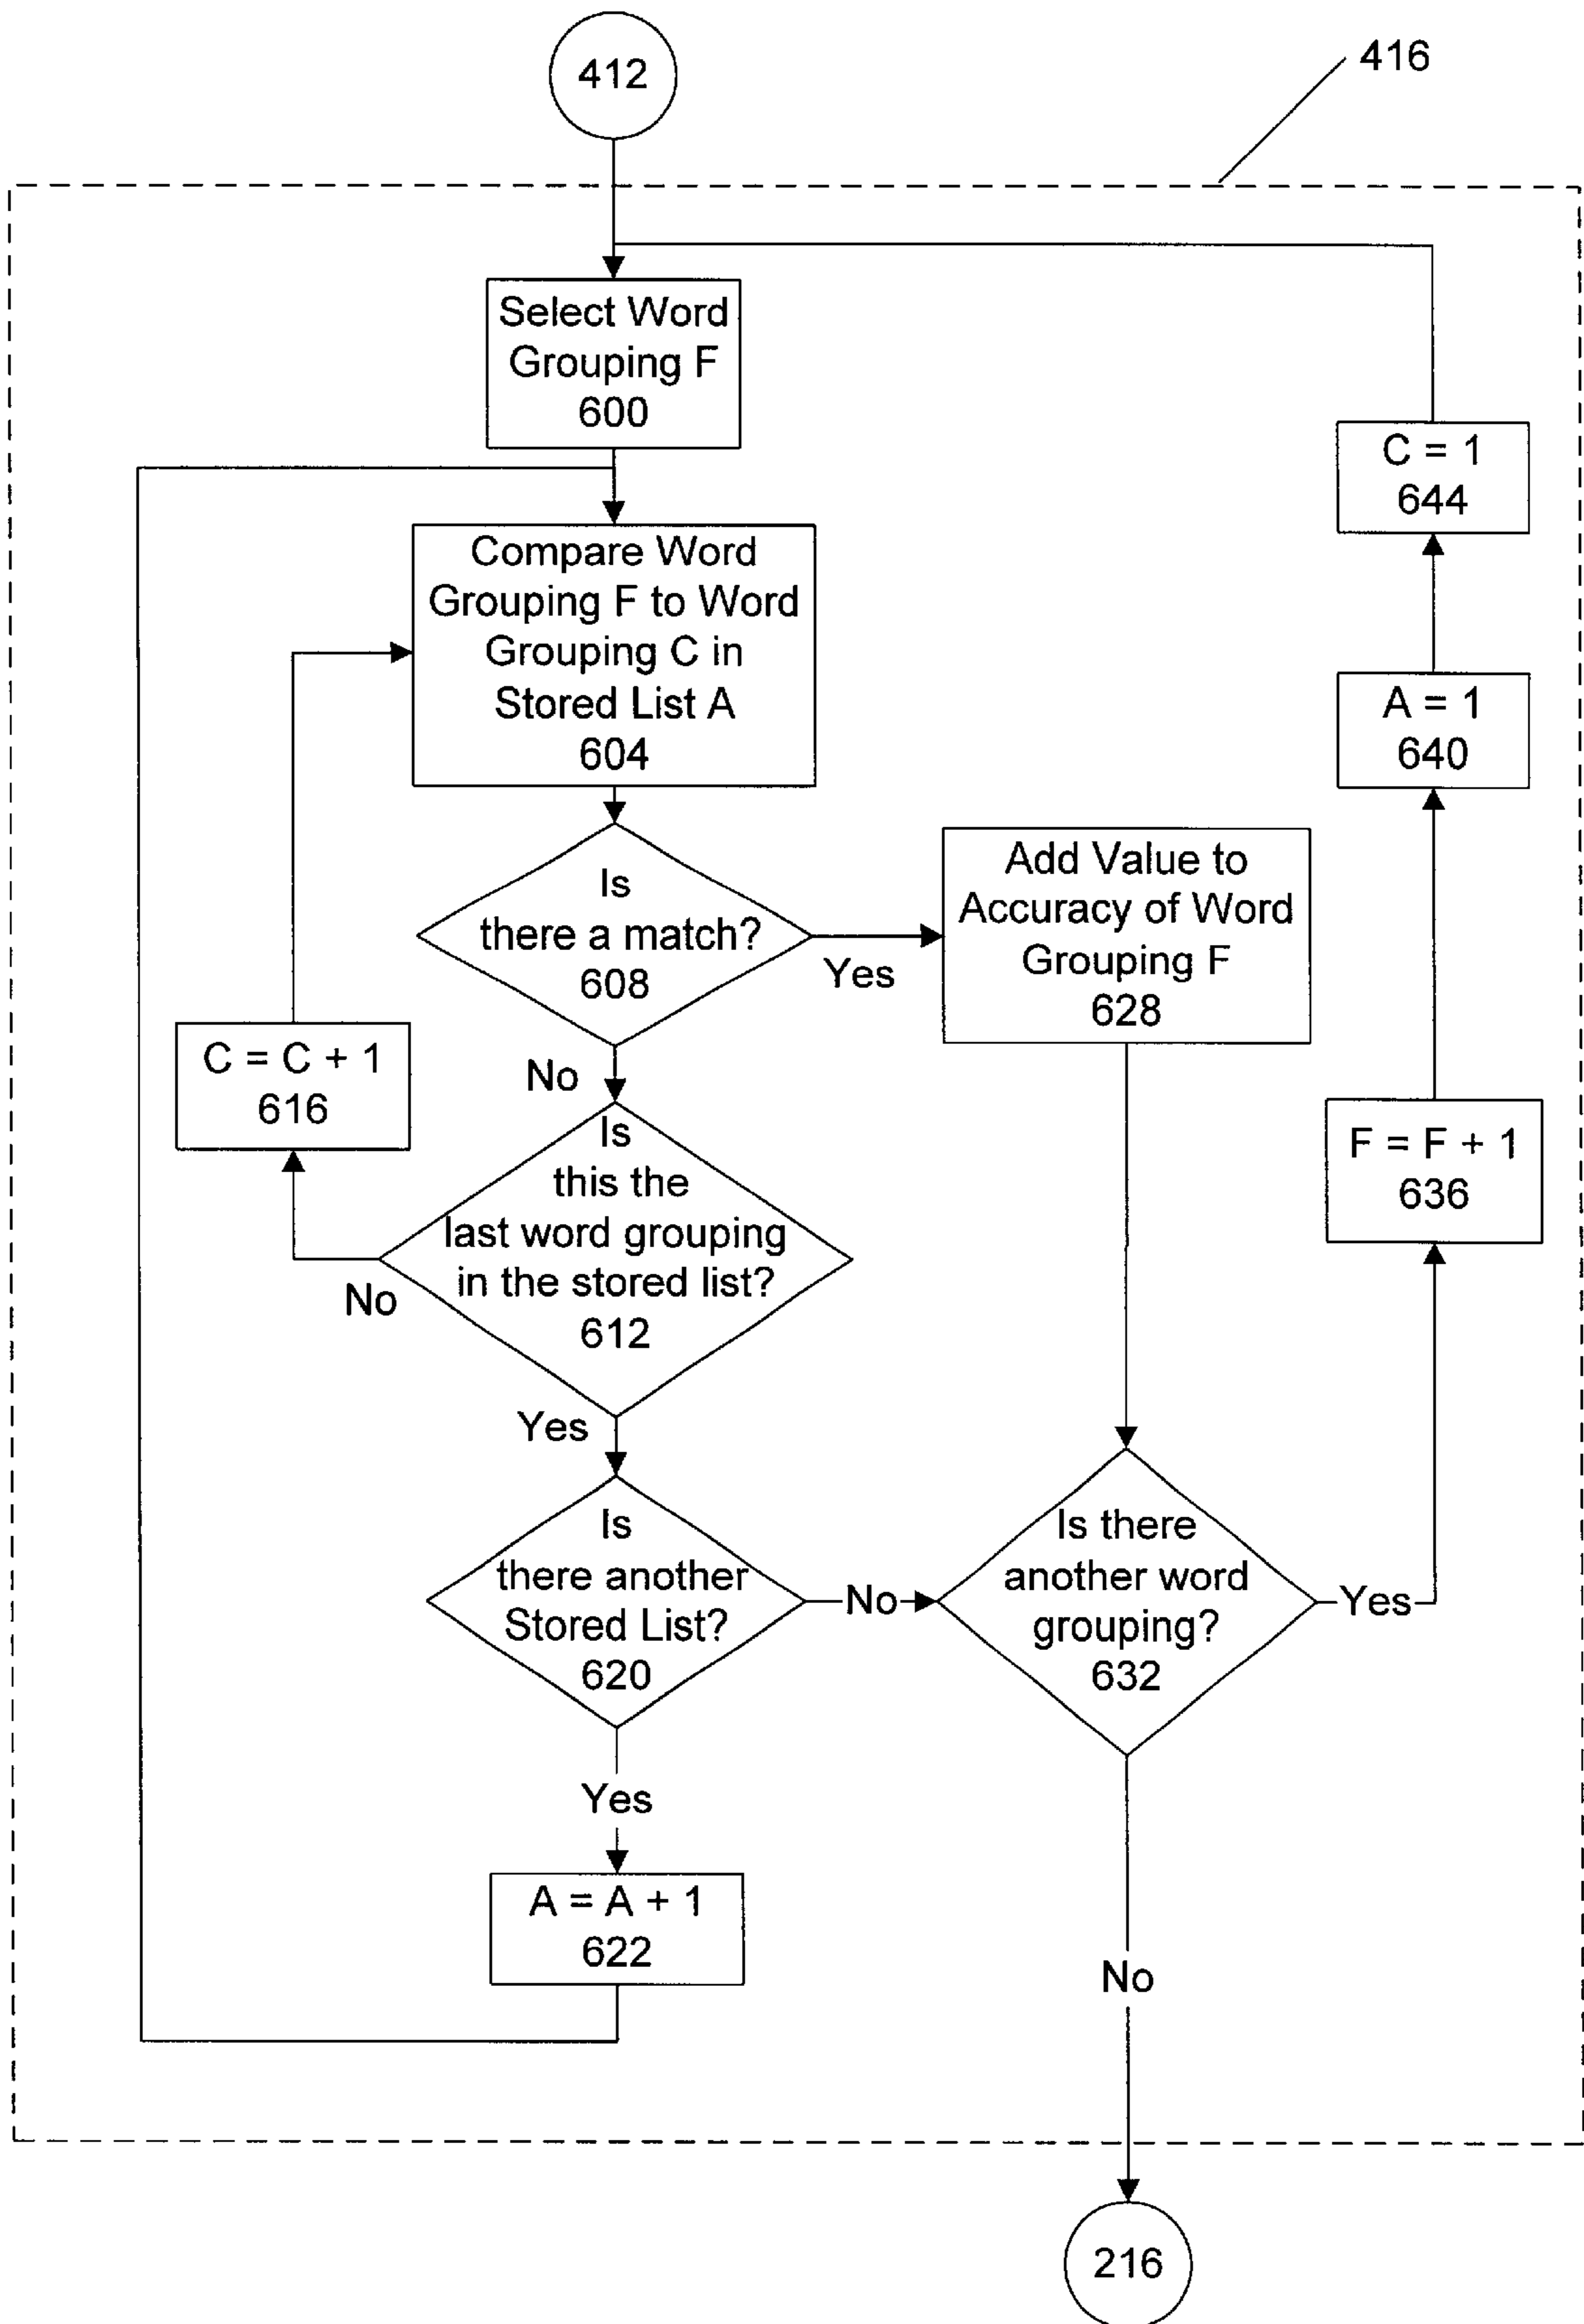 412
416
Select Word
Grouping F
600
C = 1
644
Compare Word
Grouping F to Word
Grouping C in
Stored List A
604
A = 1
640
Is
there a match?
608
Yes
Add Value to
Accuracy of Word
Grouping F
628
No
C = C + 1
616
F = F + 1
636
Is
this the
last word grouping
in the stored list?
612
No
Yes
Is
there another
Stored List?
620
No
Is there
another word
grouping?
632
Yes
Yes
A = A + 1
622
No
216